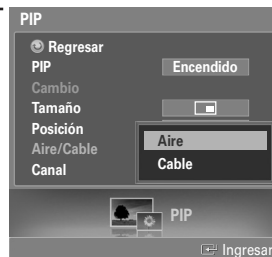 PIP
Regresar
PIP Encendido
Cambio
Tamaño
Posición
Aire/Cable Aire
Canal Cable
PIP
Ingresar